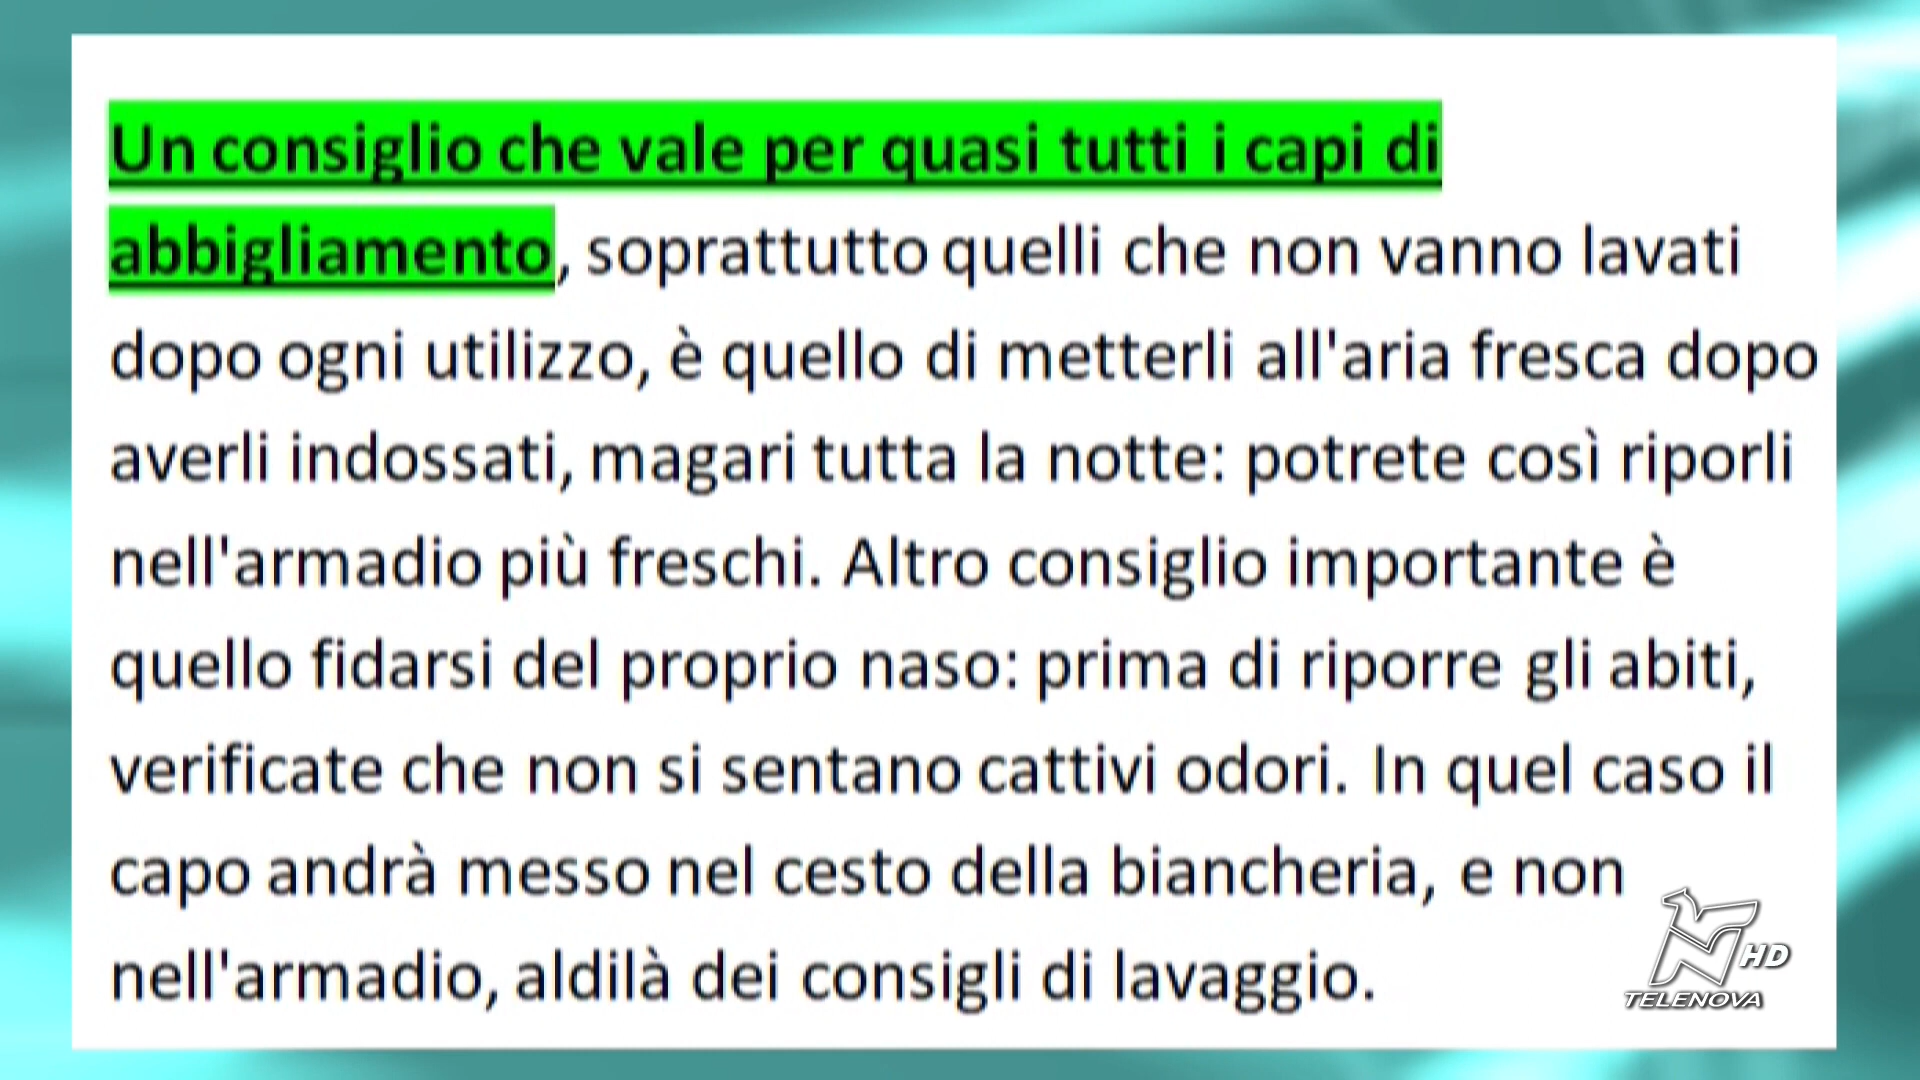 Un consiglio che vale per quasi tutti i capi di
abbigliamento, soprattutto quelli che non vanno lavati
dopo ogni utilizzo, è quello di metterli all'aria fresca dopo
averli indossati, magari tutta la notte: potrete così riporli
nell'armadio più freschi. Altro consiglio importante è
quello fidarsi del proprio naso: prima di riporre gli abiti,
verificate che non si sentano cattivi odori. In quel caso il
capo andrà messo nel cesto della biancheria, e non
nell'armadio, aldilà dei consigli di lavaggio.
HD
TELENOVA